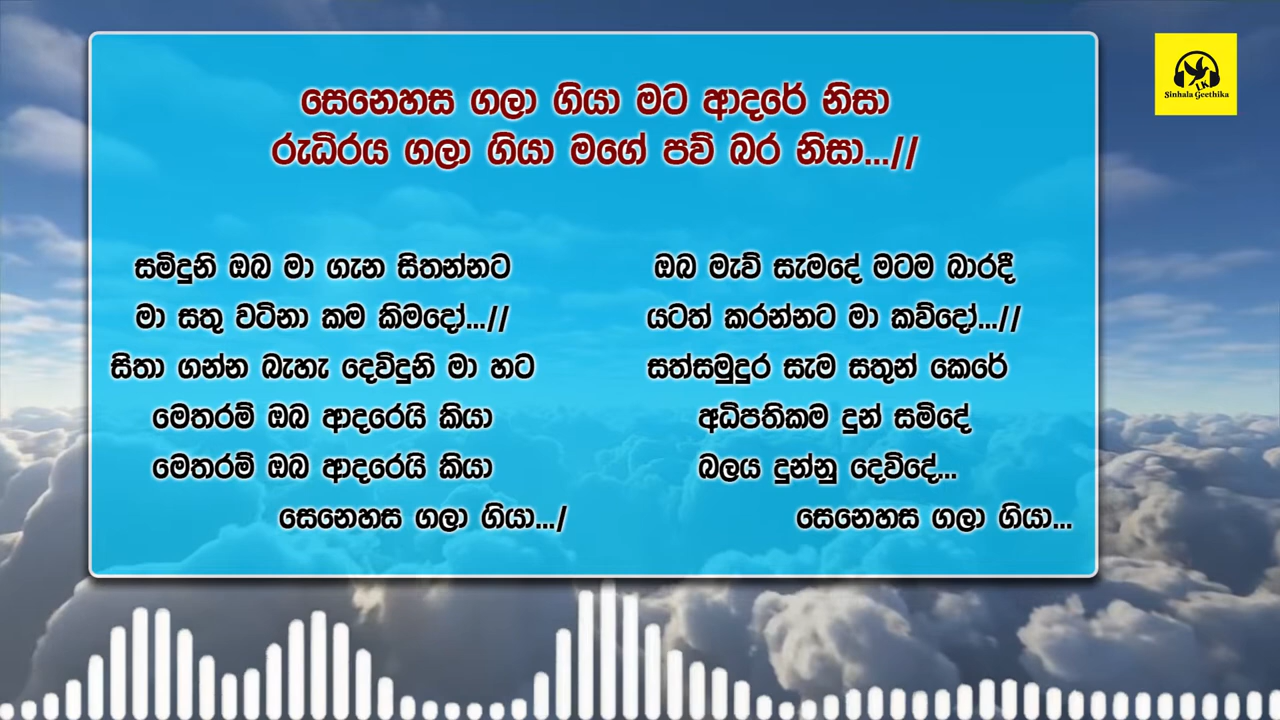 සෙනෙහස ගලා ගියා මට ආදරේ නිසා
රුධිරය ගලා ගියා මගේ පව් බර නිසා...//
සමිදුනි ඔබ මා ගැන සිතන්නට
මා සතු වටිනා කම කිමදෝ...//
සිතා ගන්න බැහැ දෙවිදුනි මා හට
මෙතරම් ඔබ ආදරෙයි කියා
මෙතරම් ඔබ ආදරෙයි කියා
සෙනෙහස ගලා ගියා.../
ඔබ මැව් සැමදේ මටම බාරදී
යටත් කරන්නට මා කව්දෝ...//
සත්සමුදුර සැම සතුන් කෙරේ
අධිපතිකම දුන් සමිදේ
බලය දුන්නු දෙවිදේ...
සෙනෙහස ගලා ගියා...
LK
Sinhala Geethika